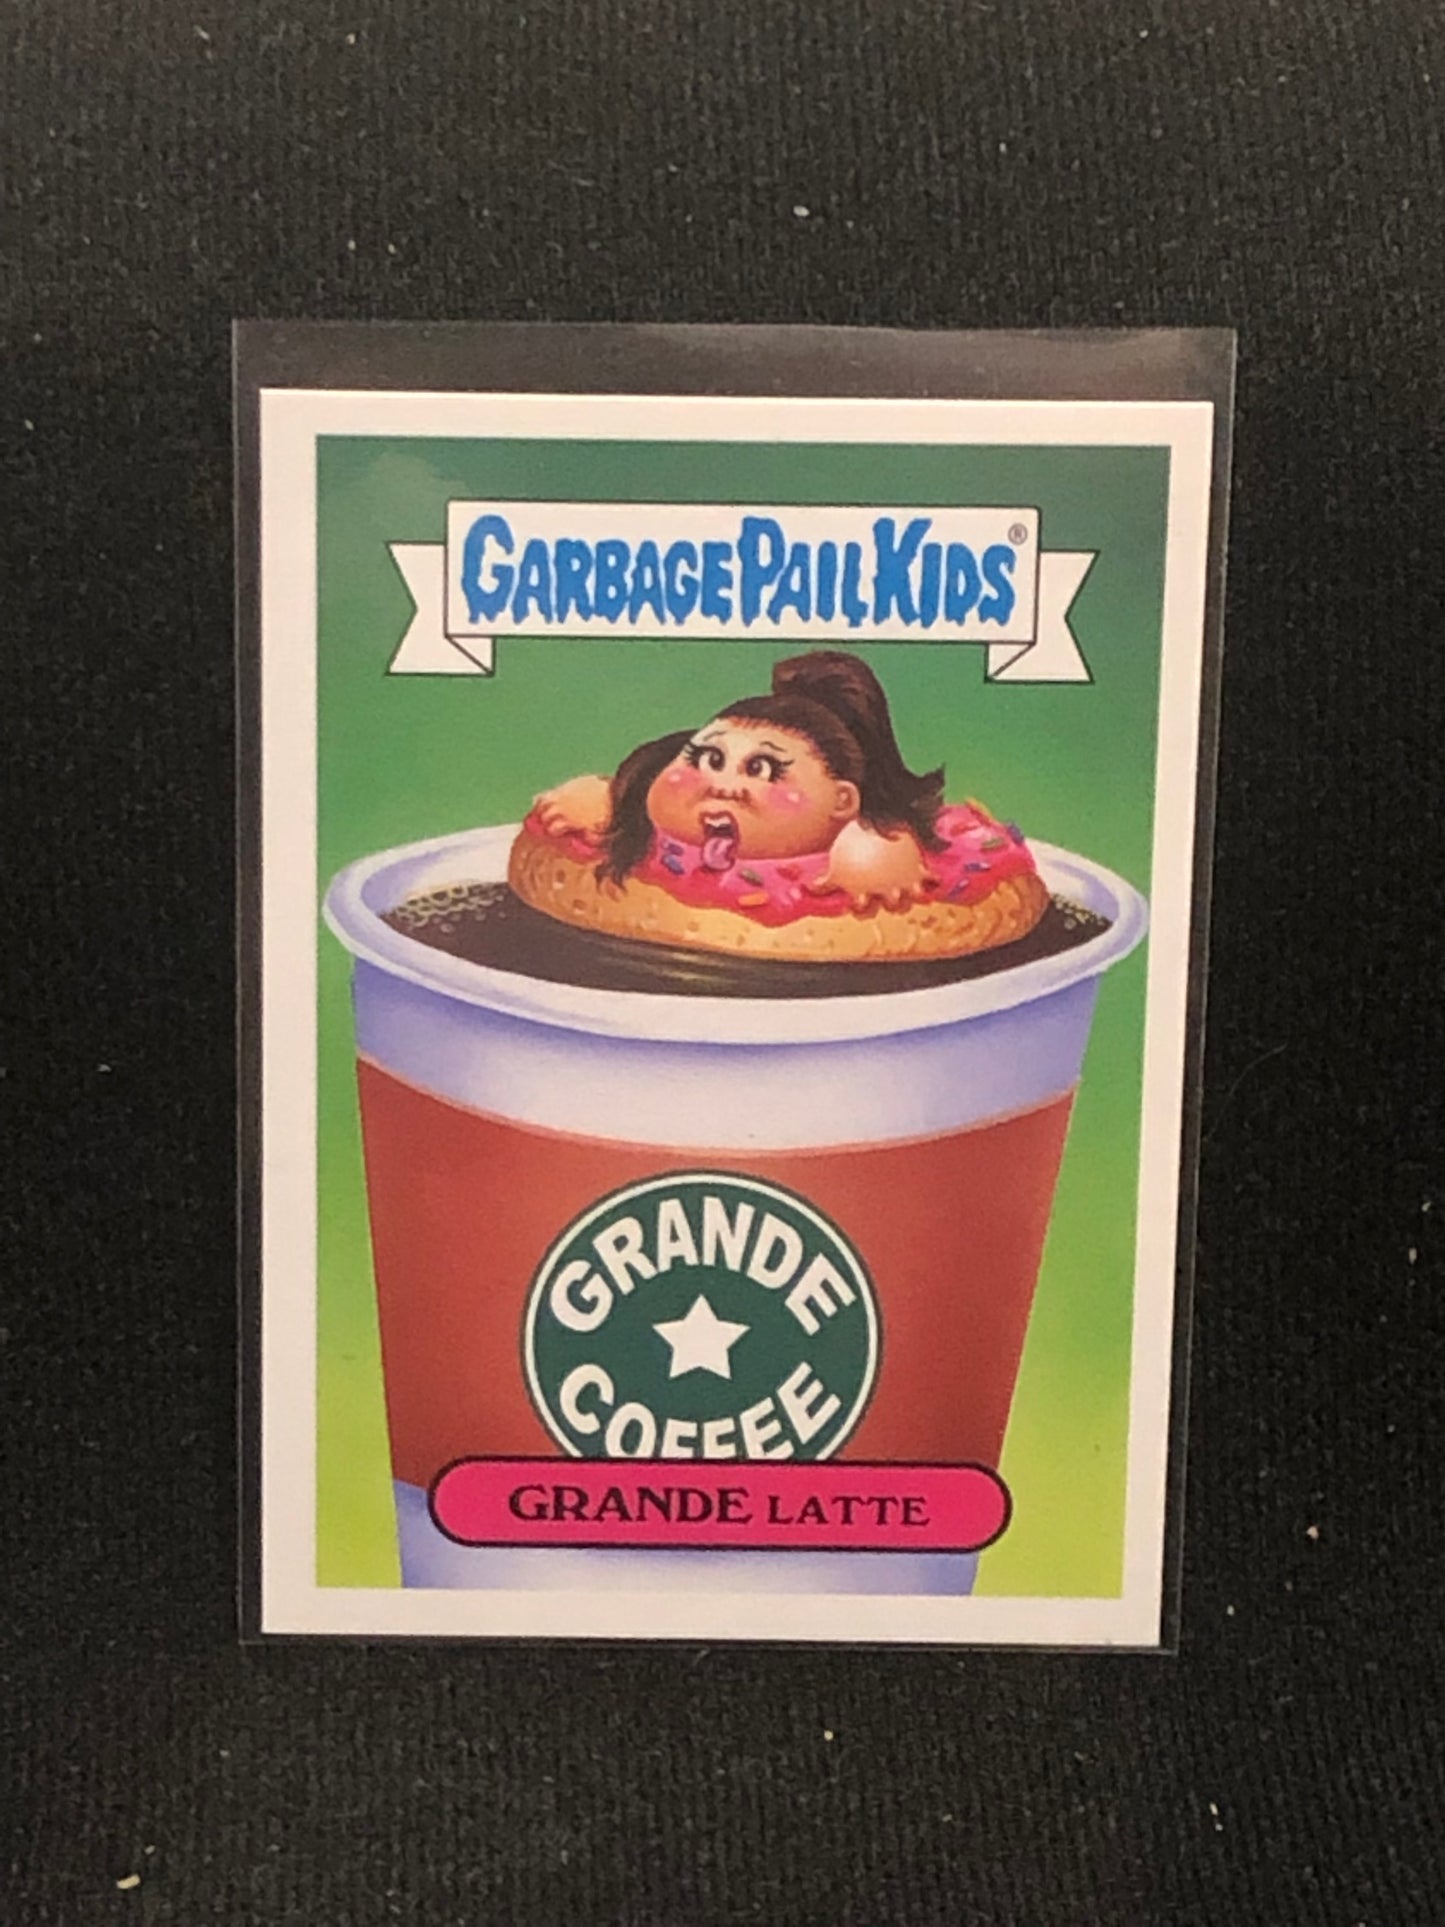 GARBAGE PAIL KIDS®
GRANDE
COFFEE
GRANDE LATTE